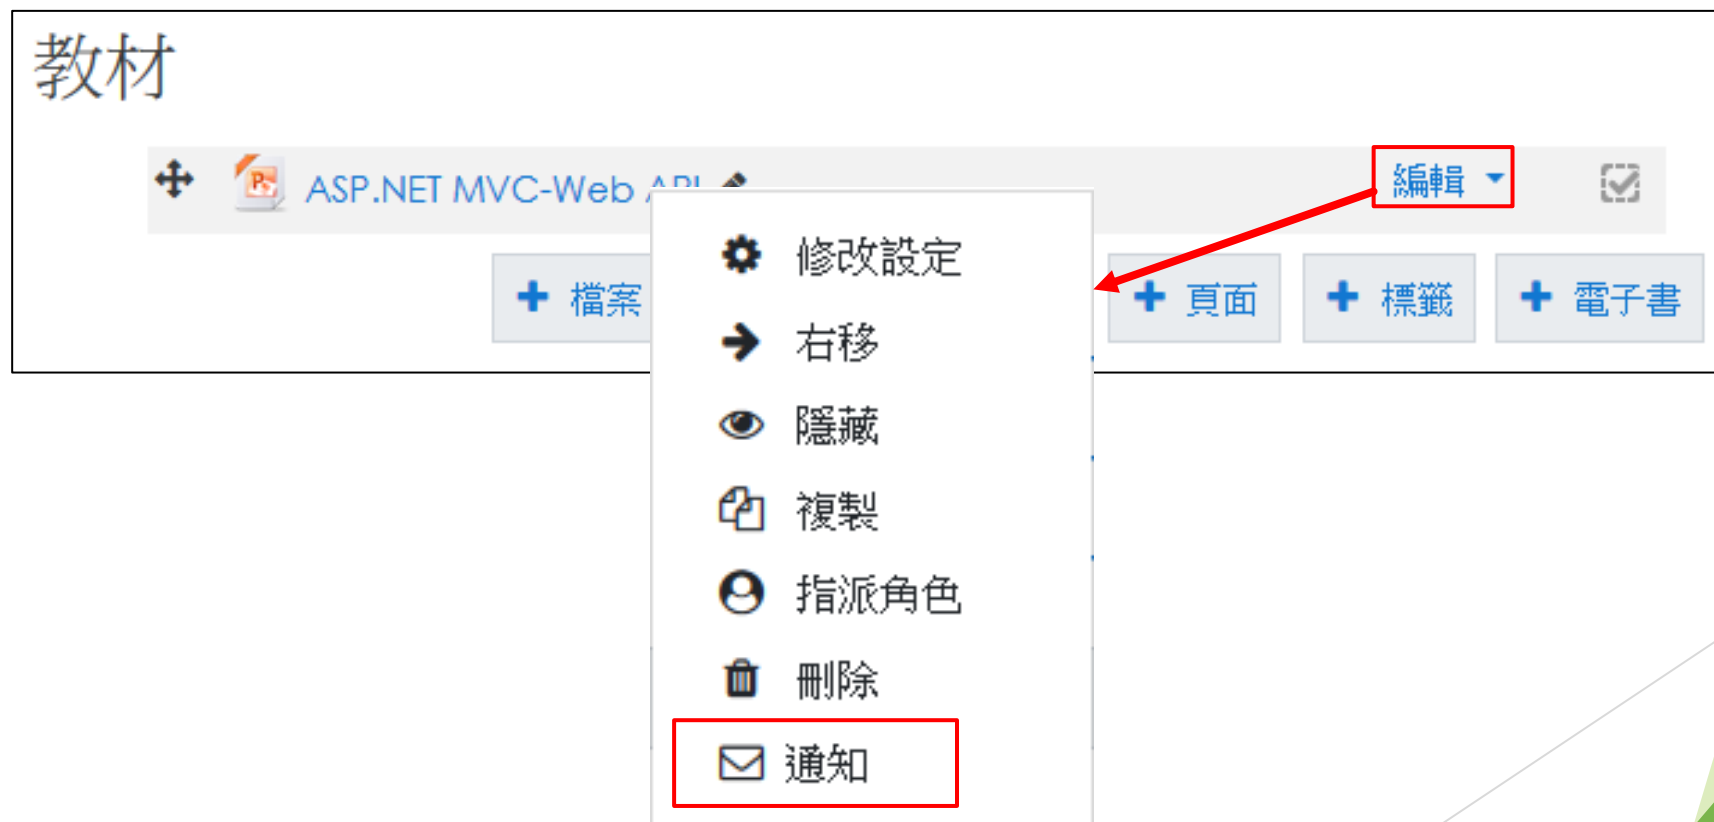 教材
ASP.NET MVC-Web API
編輯
檔案
頁面
標籤
電子書
修改設定
右移
隱藏
複製
指派角色
刪除
通知